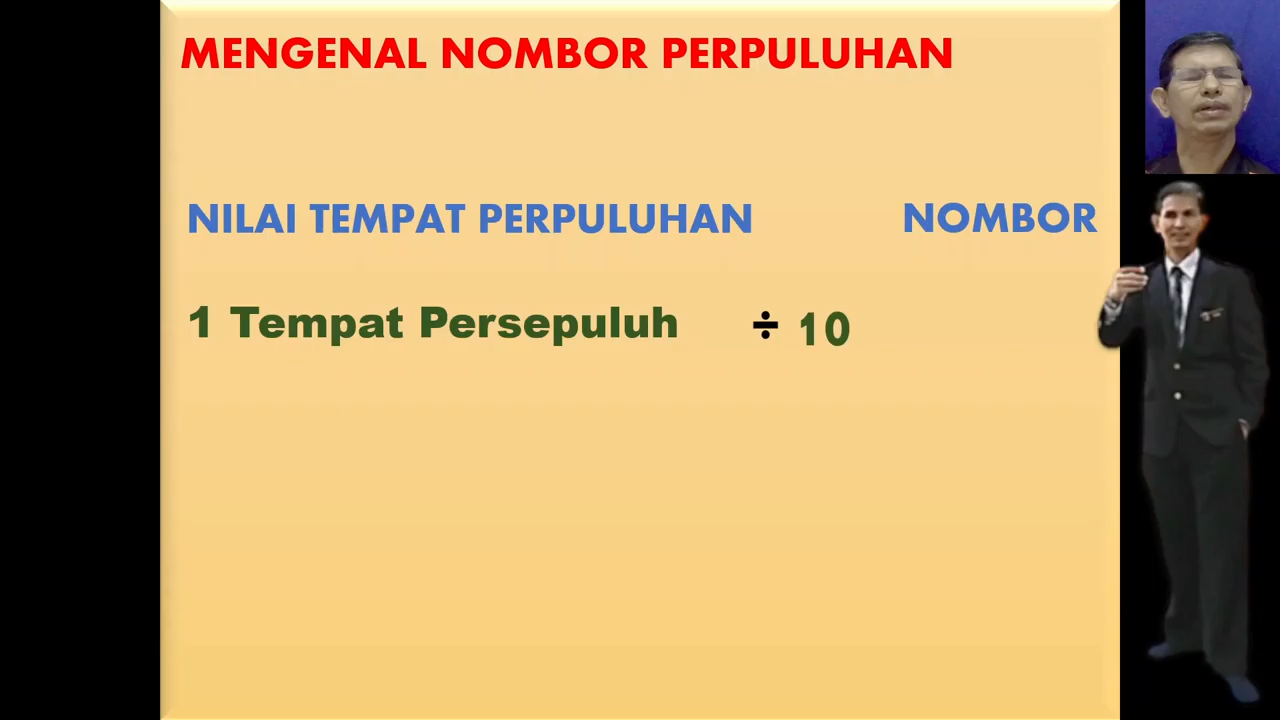 MENGENAL NOMBOR PERPULUHAN
NILAI TEMPAT PERPULUHAN NOMBOR
1 Tempat Persepuluh ÷ 10